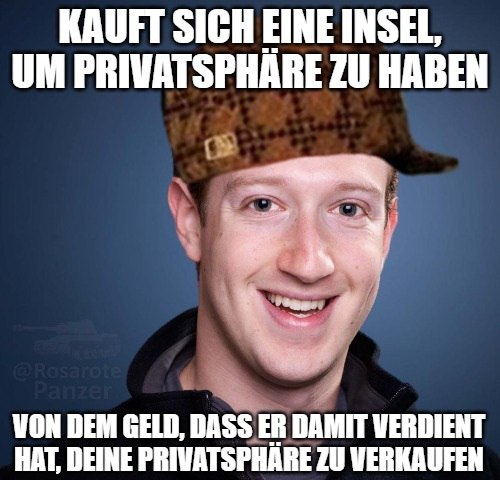 KAUFT SICH EINE INSEL,
UM PRIVATSPHÄRE ZU HABEN
@Rosarote
Panzer
VON DEM GELD, DASS ER DAMIT VERDIENT
HAT, DEINE PRIVATSPHÄRE ZU VERKAUFEN